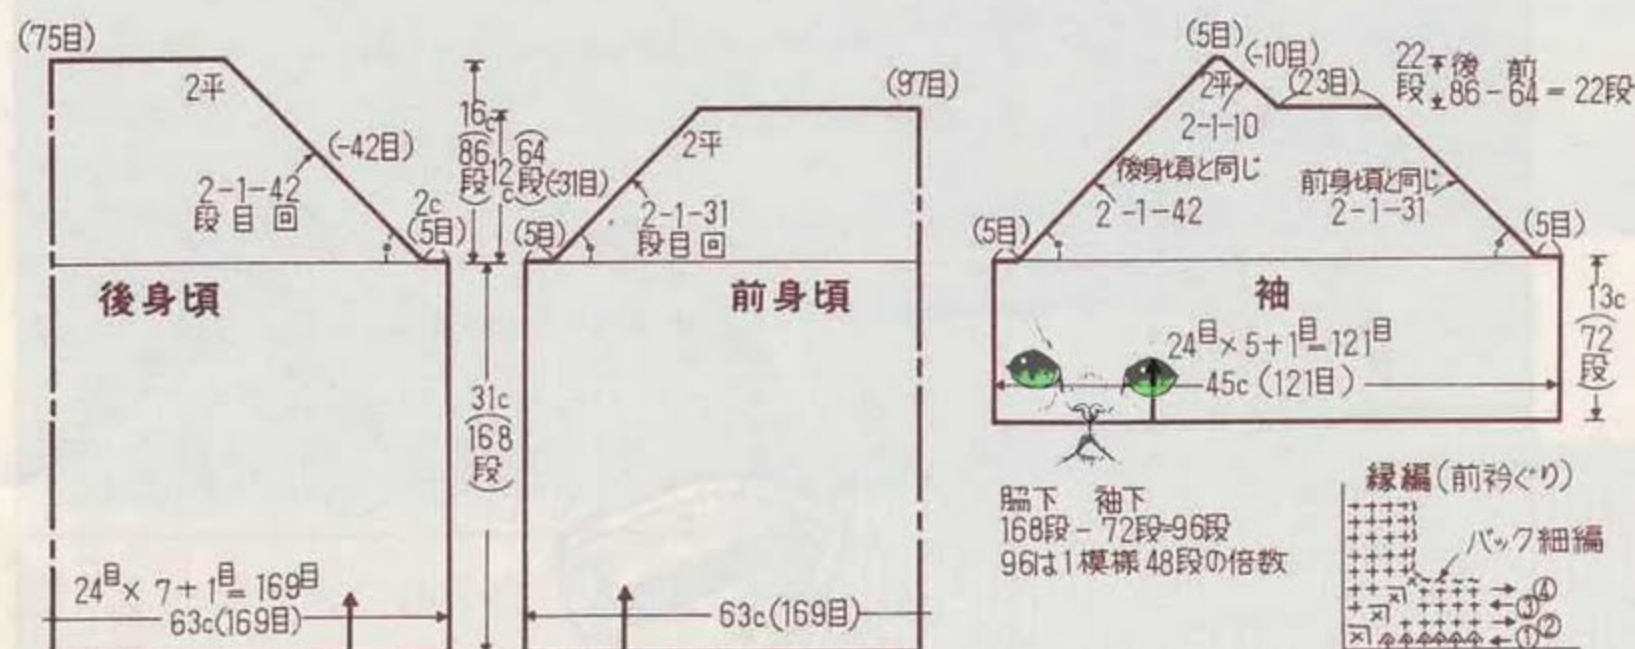 (75目)
2平
(-42目)
2-1-42
段目回
2c
(5目)
後身頃
24目×7+1目=169目
63c(169目)
16c
(86段)
12c
(64段)
31c
(168段)
(97目)
2平
(-31目)
2-1-31
段目回
(5目)
前身頃
63c(169目)
(5目)
(-10目)
(23目)
2平
2-1-10
22段
後 前
86-64=22段
後身頃と同じ
2-1-42
前身頃と同じ
2-1-31
(5目)
(5目)
袖
13c
(72段)
24目×5+1目=121目
45c(121目)
脇下 袖下
168段-72段=96段
96は1模様48段の倍数
縁編(前衿ぐり)
バック細編
④
③
②
①